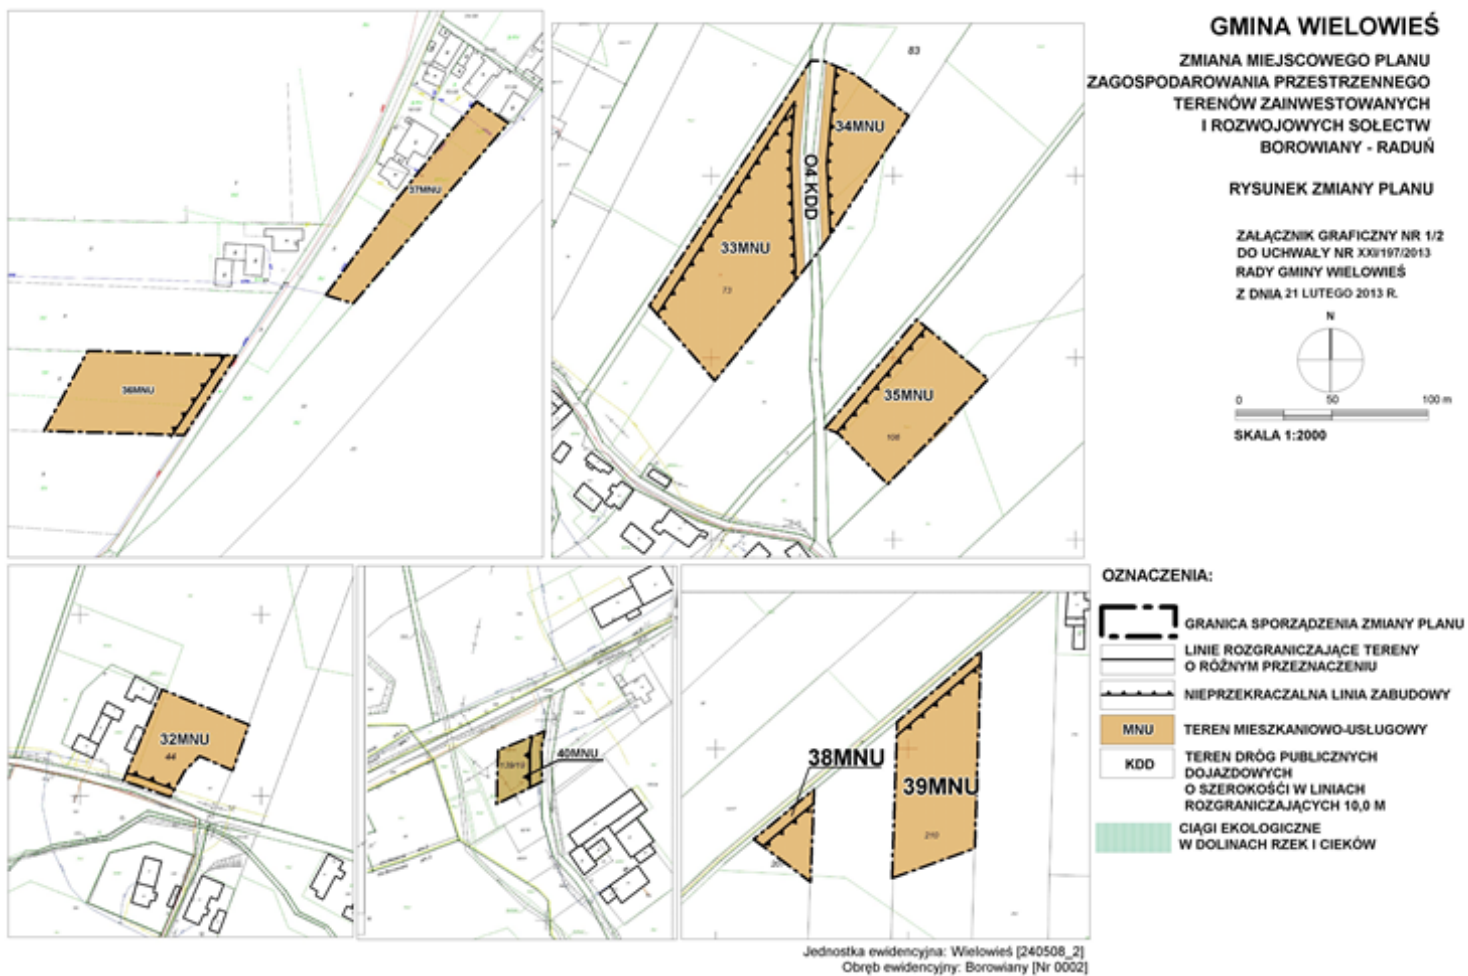 GMINA WIELOWIEŚ
ZMIANA MIEJSCOWEGO PLANU
ZAGOSPODAROWANIA PRZESTRZENNEGO
TERENÓW ZAINWESTOWANYCH
I ROZWOJOWYCH SOŁECTW
BOROWIANY - RADUŃ
RYSUNEK ZMIANY PLANU
ZAŁĄCZNIK GRAFICZNY NR 1/2
DO UCHWAŁY NR XXI/197/2013
RADY GMINY WIELOWIEŚ
Z DNIA 21 LUTEGO 2013 R.
N
0 50 100 m
SKALA 1:2000
37MNU
36MNU
83
34MNU
04 KDD
33MNU
73
35MNU
108
32MNU
44
40MNU
139/19
38MNU
39MNU
210
OZNACZENIA:
GRANICA SPORZĄDZENIA ZMIANY PLANU
LINIE ROZGRANICZAJĄCE TERENY
O RÓŻNYM PRZEZNACZENIU
NIEPRZEKRACZALNA LINIA ZABUDOWY
MNU TEREN MIESZKANIOWO-USŁUGOWY
KDD TEREN DRÓG PUBLICZNYCH
DOJAZDOWYCH
O SZEROKOŚĆI W LINIACH
ROZGRANICZAJĄCYCH 10,0 M
CIĄGI EKOLOGICZNE
W DOLINACH RZEK I CIEKÓW
Jednostka ewidencyjna: Wielowieś [240508_2]
Obręb ewidencyjny: Borowiany [Nr 0002]